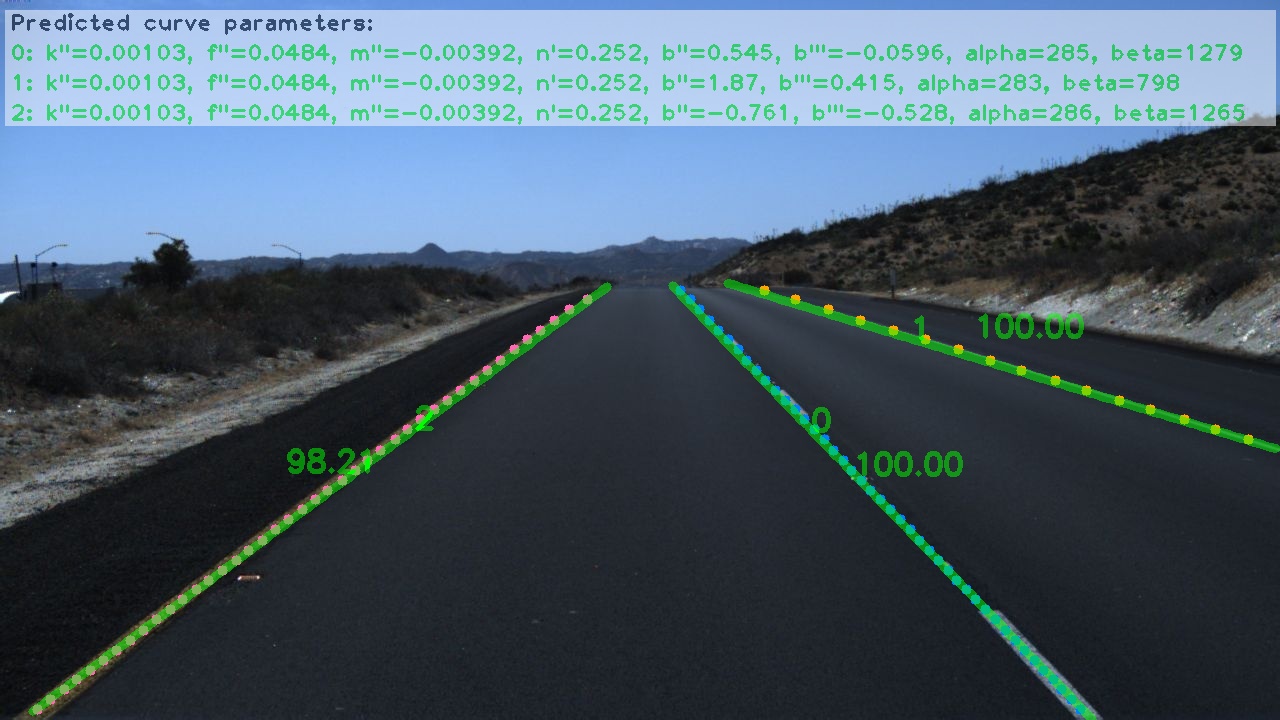 Predicted curve parameters:
0: k''=0.00103, f''=0.0484, m''=−0.00392, n'=0.252, b''=0.545, b'''=−0.0596, alpha=285, beta=1279
1: k''=0.00103, f''=0.0484, m''=−0.00392, n'=0.252, b''=1.87, b'''=0.415, alpha=283, beta=798
2: k''=0.00103, f''=0.0484, m''=−0.00392, n'=0.252, b''=−0.761, b'''=−0.528, alpha=286, beta=1265
1 100.00
2
0
98.21
100.00